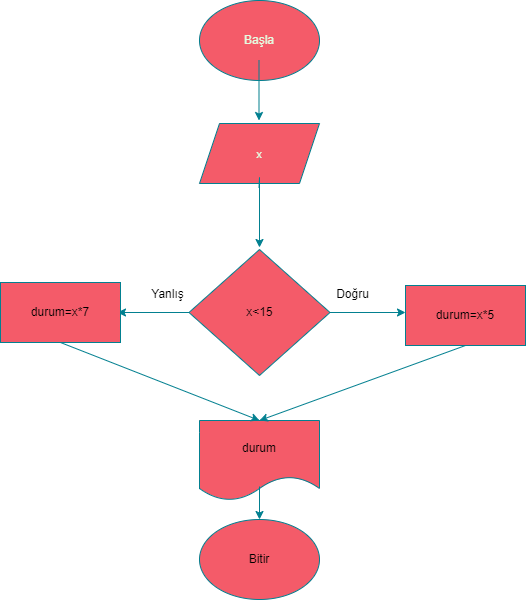 Başla
x
x<15
Yanlış
Doğru
durum=x*7
durum=x*5
durum
Bitir